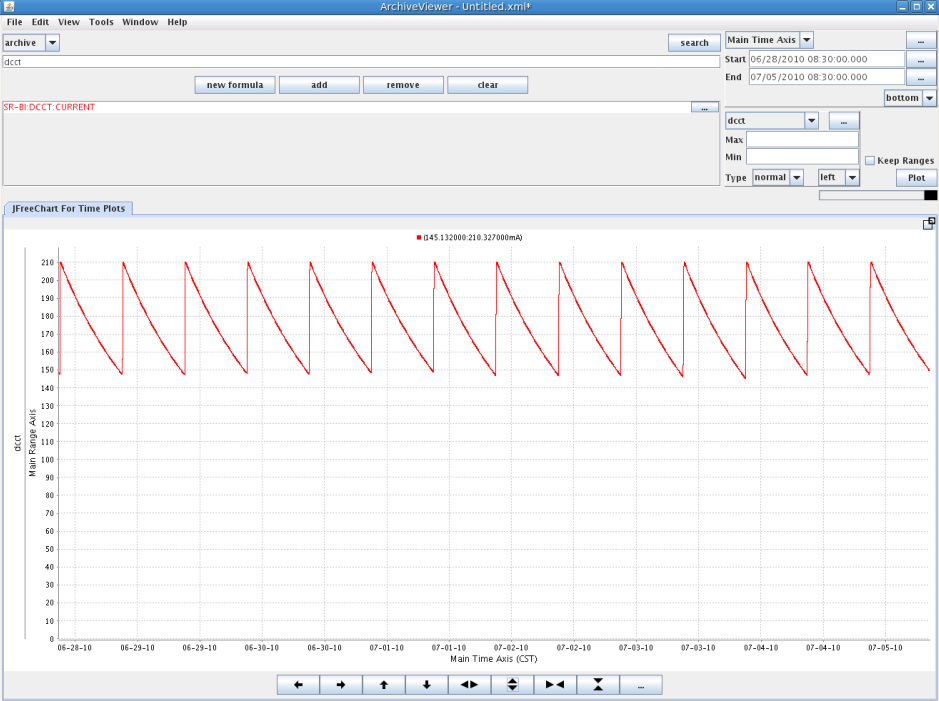 ArchiveViewer - Untitled.xml*
File Edit View Tools Window Help
archive
search
dcct
new formula add remove clear
SR-BI:DCCT:CURRENT
...
Main Time Axis
...
Start 06/28/2010 08:30:00.000
...
End 07/05/2010 08:30:00.000
...
bottom
dcct
...
Max
Min
Keep Ranges
Type normal left
Plot
JFreeChart For Time Plots
(145.132000:210.327000mA)
210
200
190
180
170
160
150
140
130
120
110
100
90
80
70
60
50
40
30
20
10
0
dcct
Main Range Axis
06-28-10 06-29-10 06-29-10 06-30-10 06-30-10 07-01-10 07-01-10 07-02-10 07-02-10 07-03-10 07-03-10 07-04-10 07-04-10 07-05-10
Main Time Axis (CST)
...